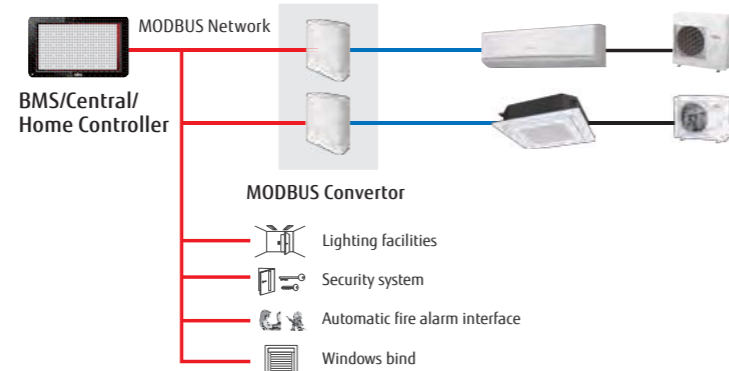 MODBUS Network
BMS/Central/
Home Controller
MODBUS Convertor
Lighting facilities
Security system
Automatic fire alarm interface
Windows bind